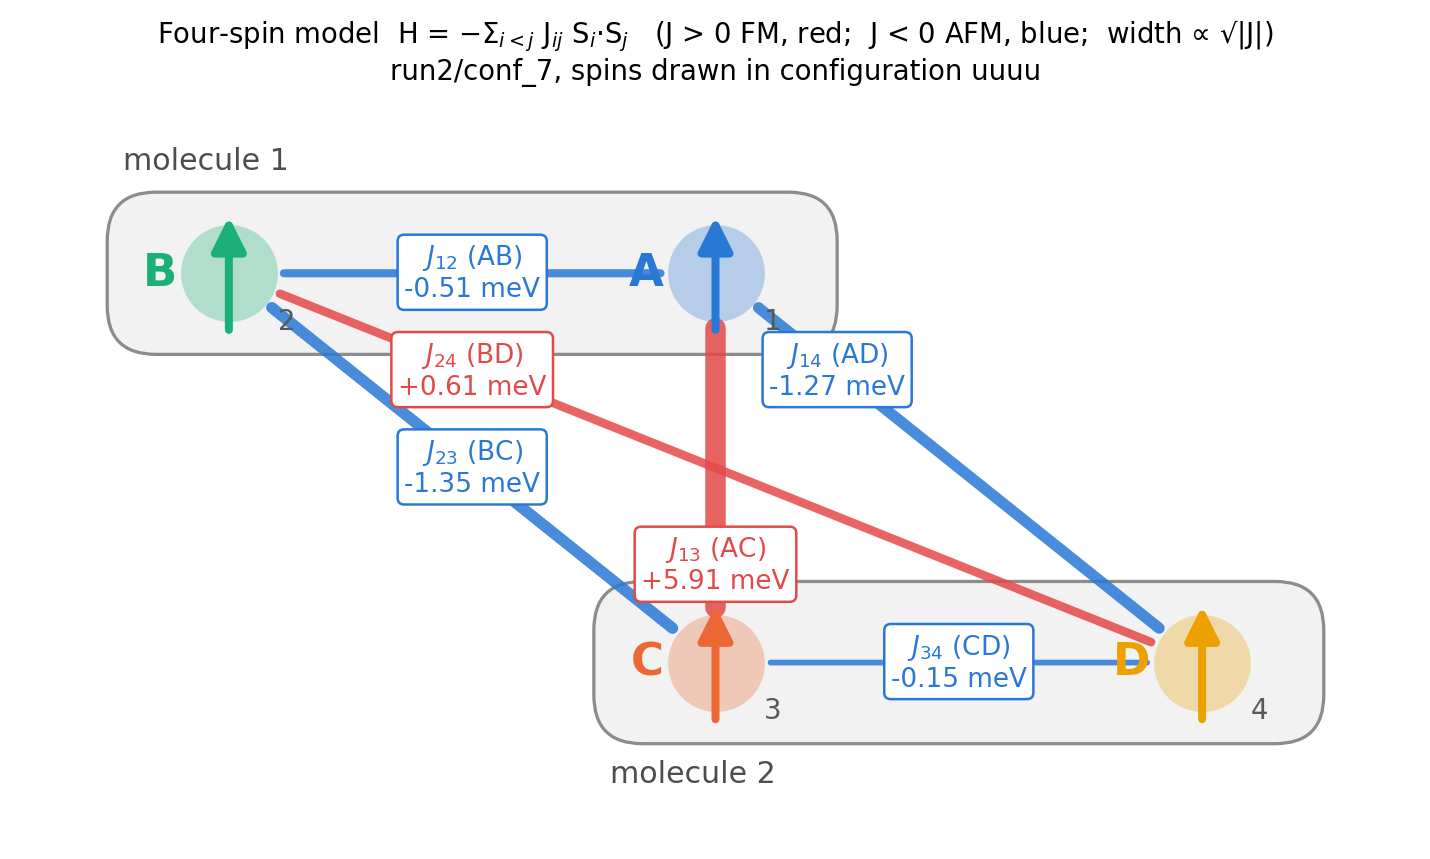 Four-spin model  H = −Σᵢ﹤ⱼ Jᵢⱼ Sᵢ·Sⱼ   (J > 0 FM, red;  J < 0 AFM, blue;  width ∝ √|J|)
run2/conf_7, spins drawn in configuration uuuu
molecule 1
B
2
J₁₂ (AB)
-0.51 meV
A
1
J₂₄ (BD)
+0.61 meV
J₁₄ (AD)
-1.27 meV
J₂₃ (BC)
-1.35 meV
J₁₃ (AC)
+5.91 meV
C
3
J₃₄ (CD)
-0.15 meV
D
4
molecule 2